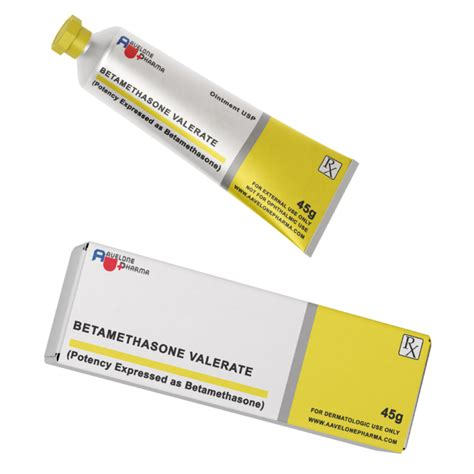 AAVELONE
PHARMA
BETAMETHASONE VALERATE
(Potency Expressed as Betamethasone)
Ointment USP
Rx
45g
FOR EXTERNAL USE ONLY
NOT FOR OPHTHALMIC USE
WWW.AAVELONEPHARMA.COM
AAVELONE
PHARMA
BETAMETHASONE VALERATE
(Potency Expressed as Betamethasone)
Rx
45g
FOR DERMATOLOGIC USE ONLY
WWW.AAVELONEPHARMA.COM